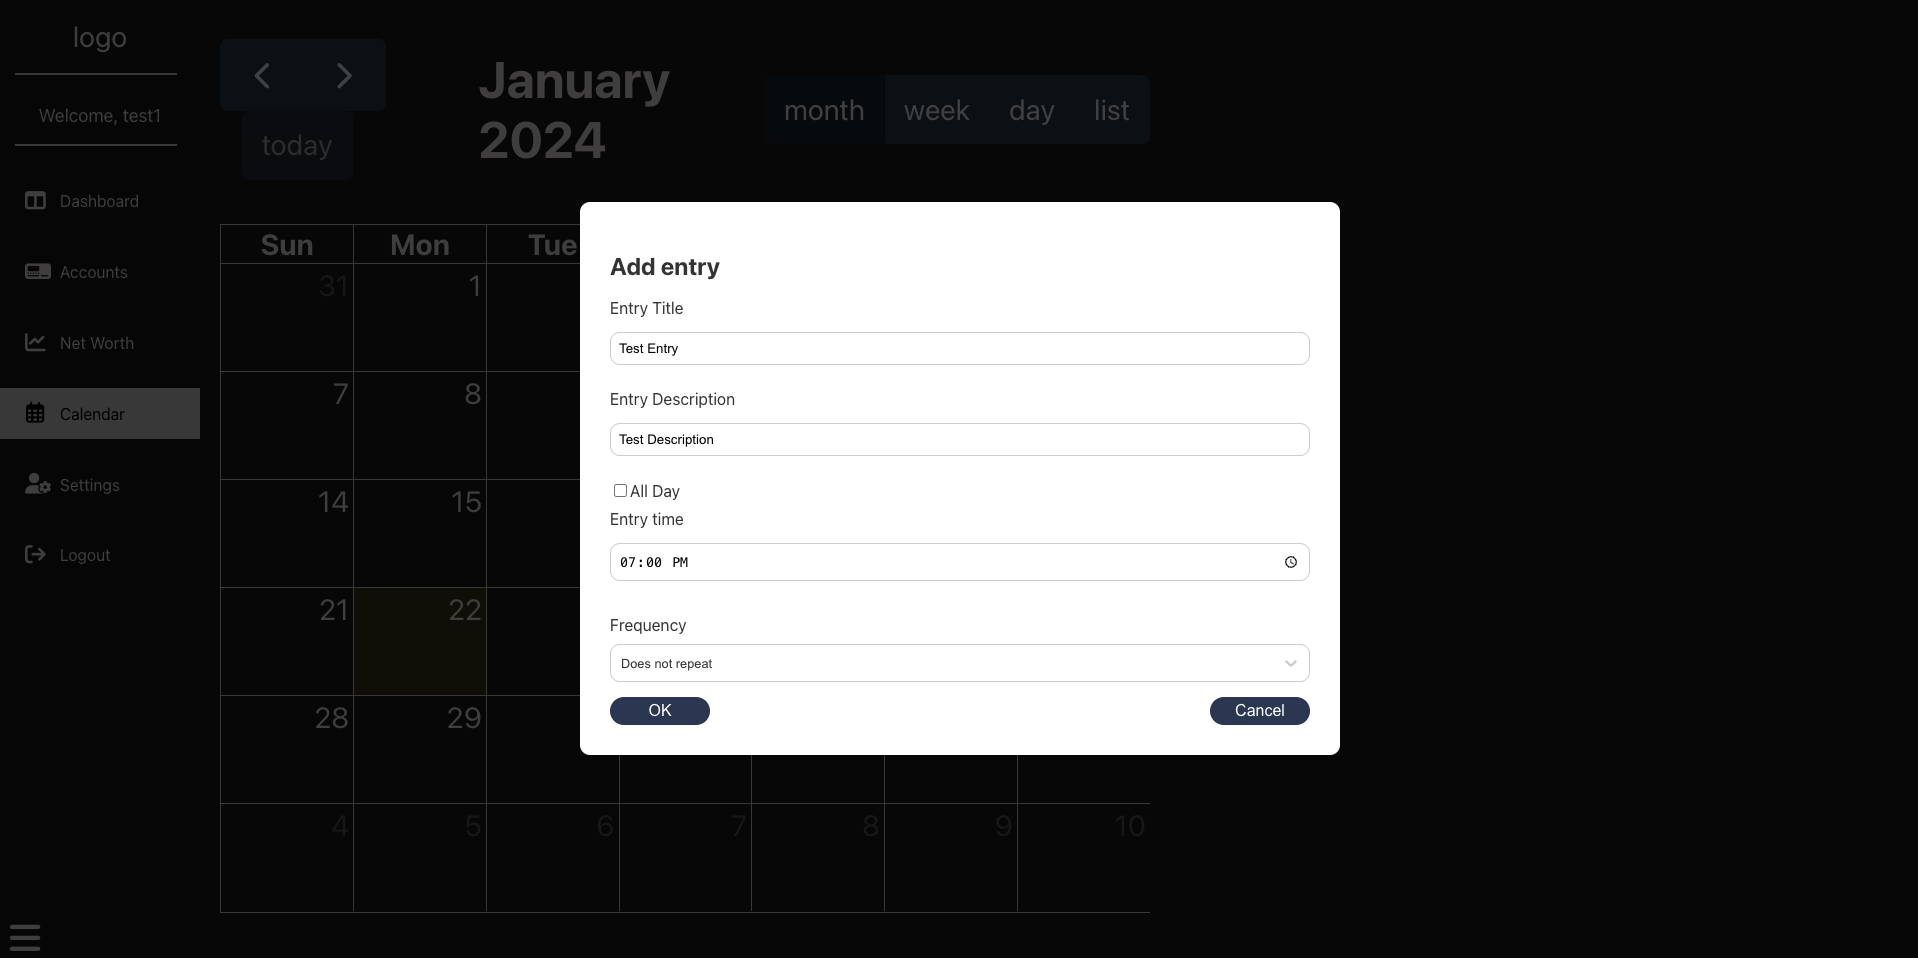 logo
Welcome, test1
Dashboard
Accounts
Net Worth
Calendar
Settings
Logout
today
January
2024
month week day list
Sun Mon Tue
31 1
7 8
14 15
21 22
28 29
4 5 6 7 8 9 10
Add entry
Entry Title
Test Entry
Entry Description
Test Description
All Day
Entry time
07:00 PM
Frequency
Does not repeat
OK Cancel